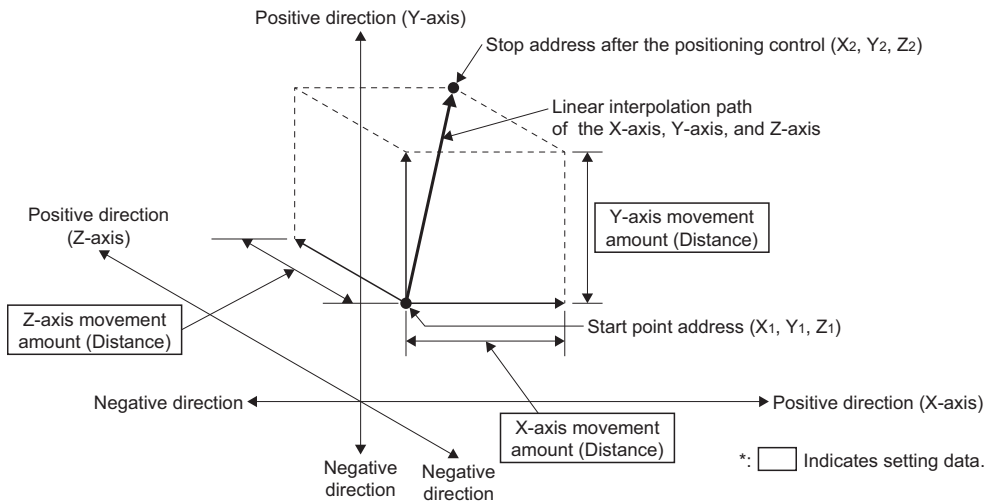 Positive direction (Y-axis)
Stop address after the positioning control (X2, Y2, Z2)
Linear interpolation path
of the X-axis, Y-axis, and Z-axis
Positive direction
(Z-axis)
Y-axis movement
amount (Distance)
Z-axis movement
amount (Distance)
Start point address (X1, Y1, Z1)
Negative direction
Positive direction (X-axis)
X-axis movement
amount (Distance)
Negative
direction
Negative
direction
*: Indicates setting data.